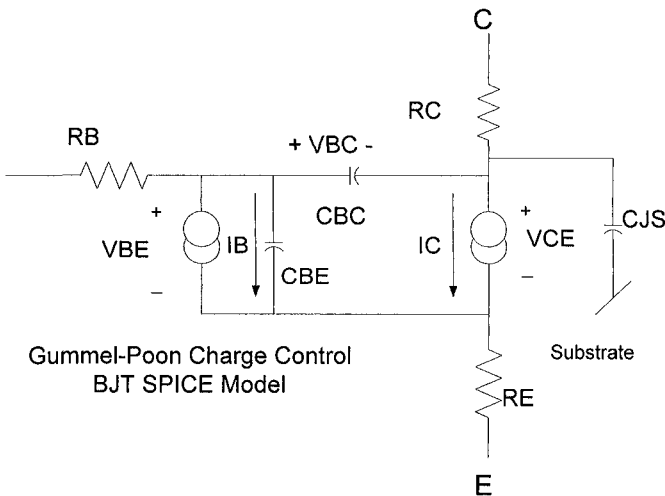 C
RC
RB
+ VBC -
CBC
+
VBE
–
IB
CBE
IC
+
VCE
–
CJS
Gummel-Poon Charge Control
BJT SPICE Model
Substrate
RE
E